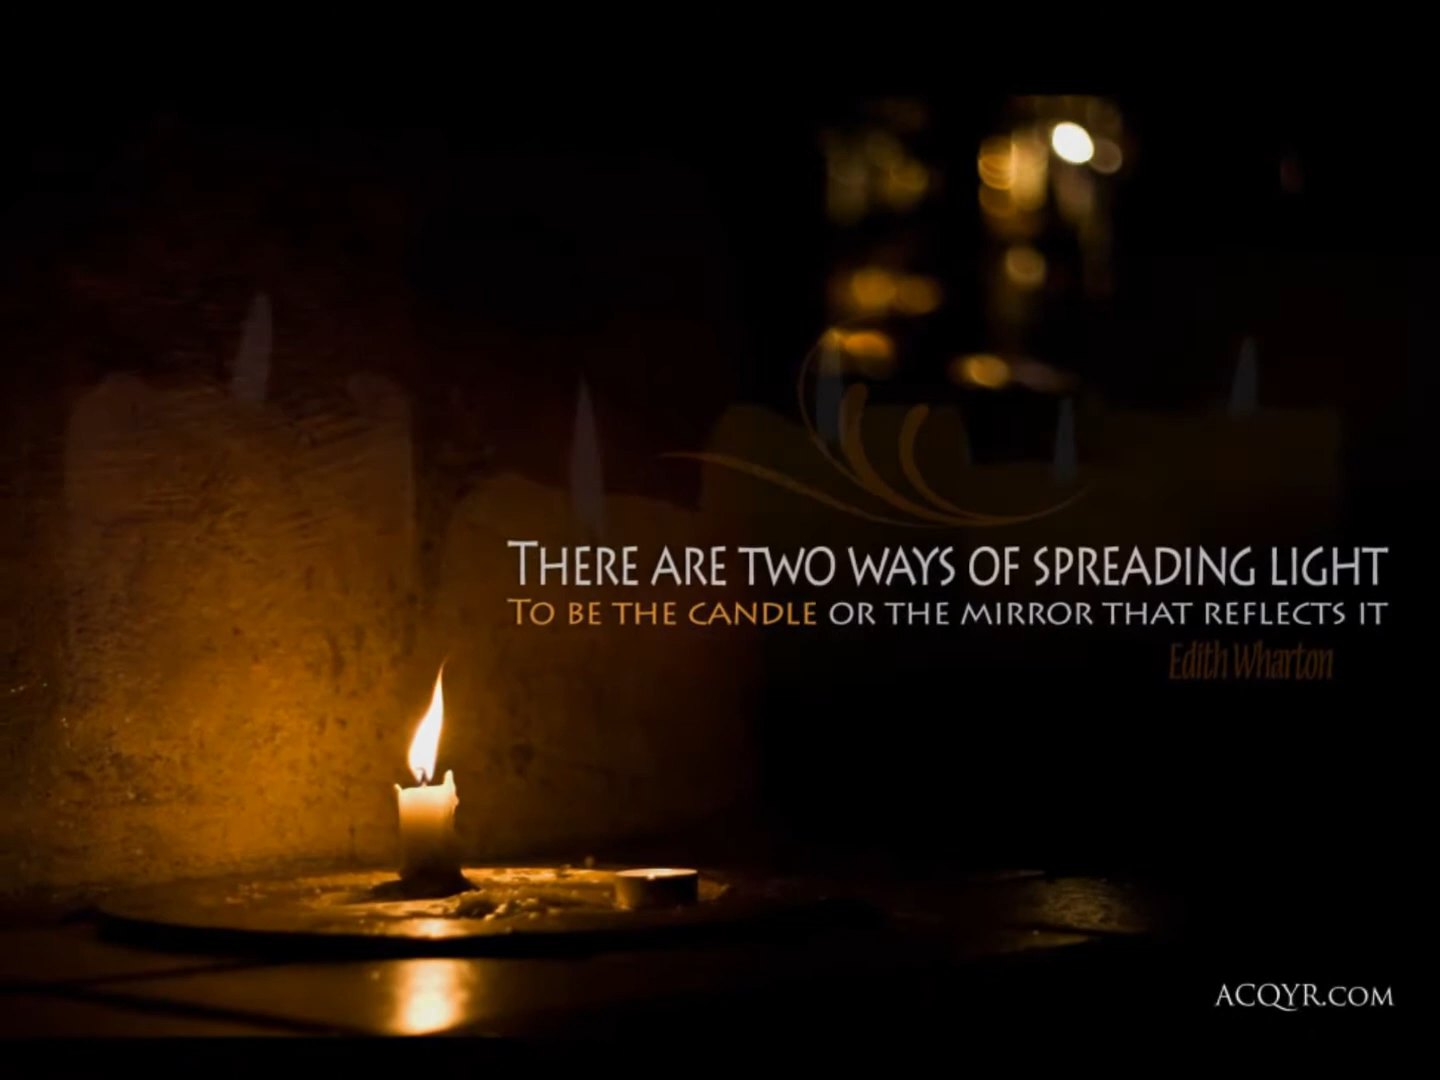 THERE ARE TWO WAYS OF SPREADING LIGHT
TO BE THE CANDLE OR THE MIRROR THAT REFLECTS IT
Edith Wharton
ACQYR.COM